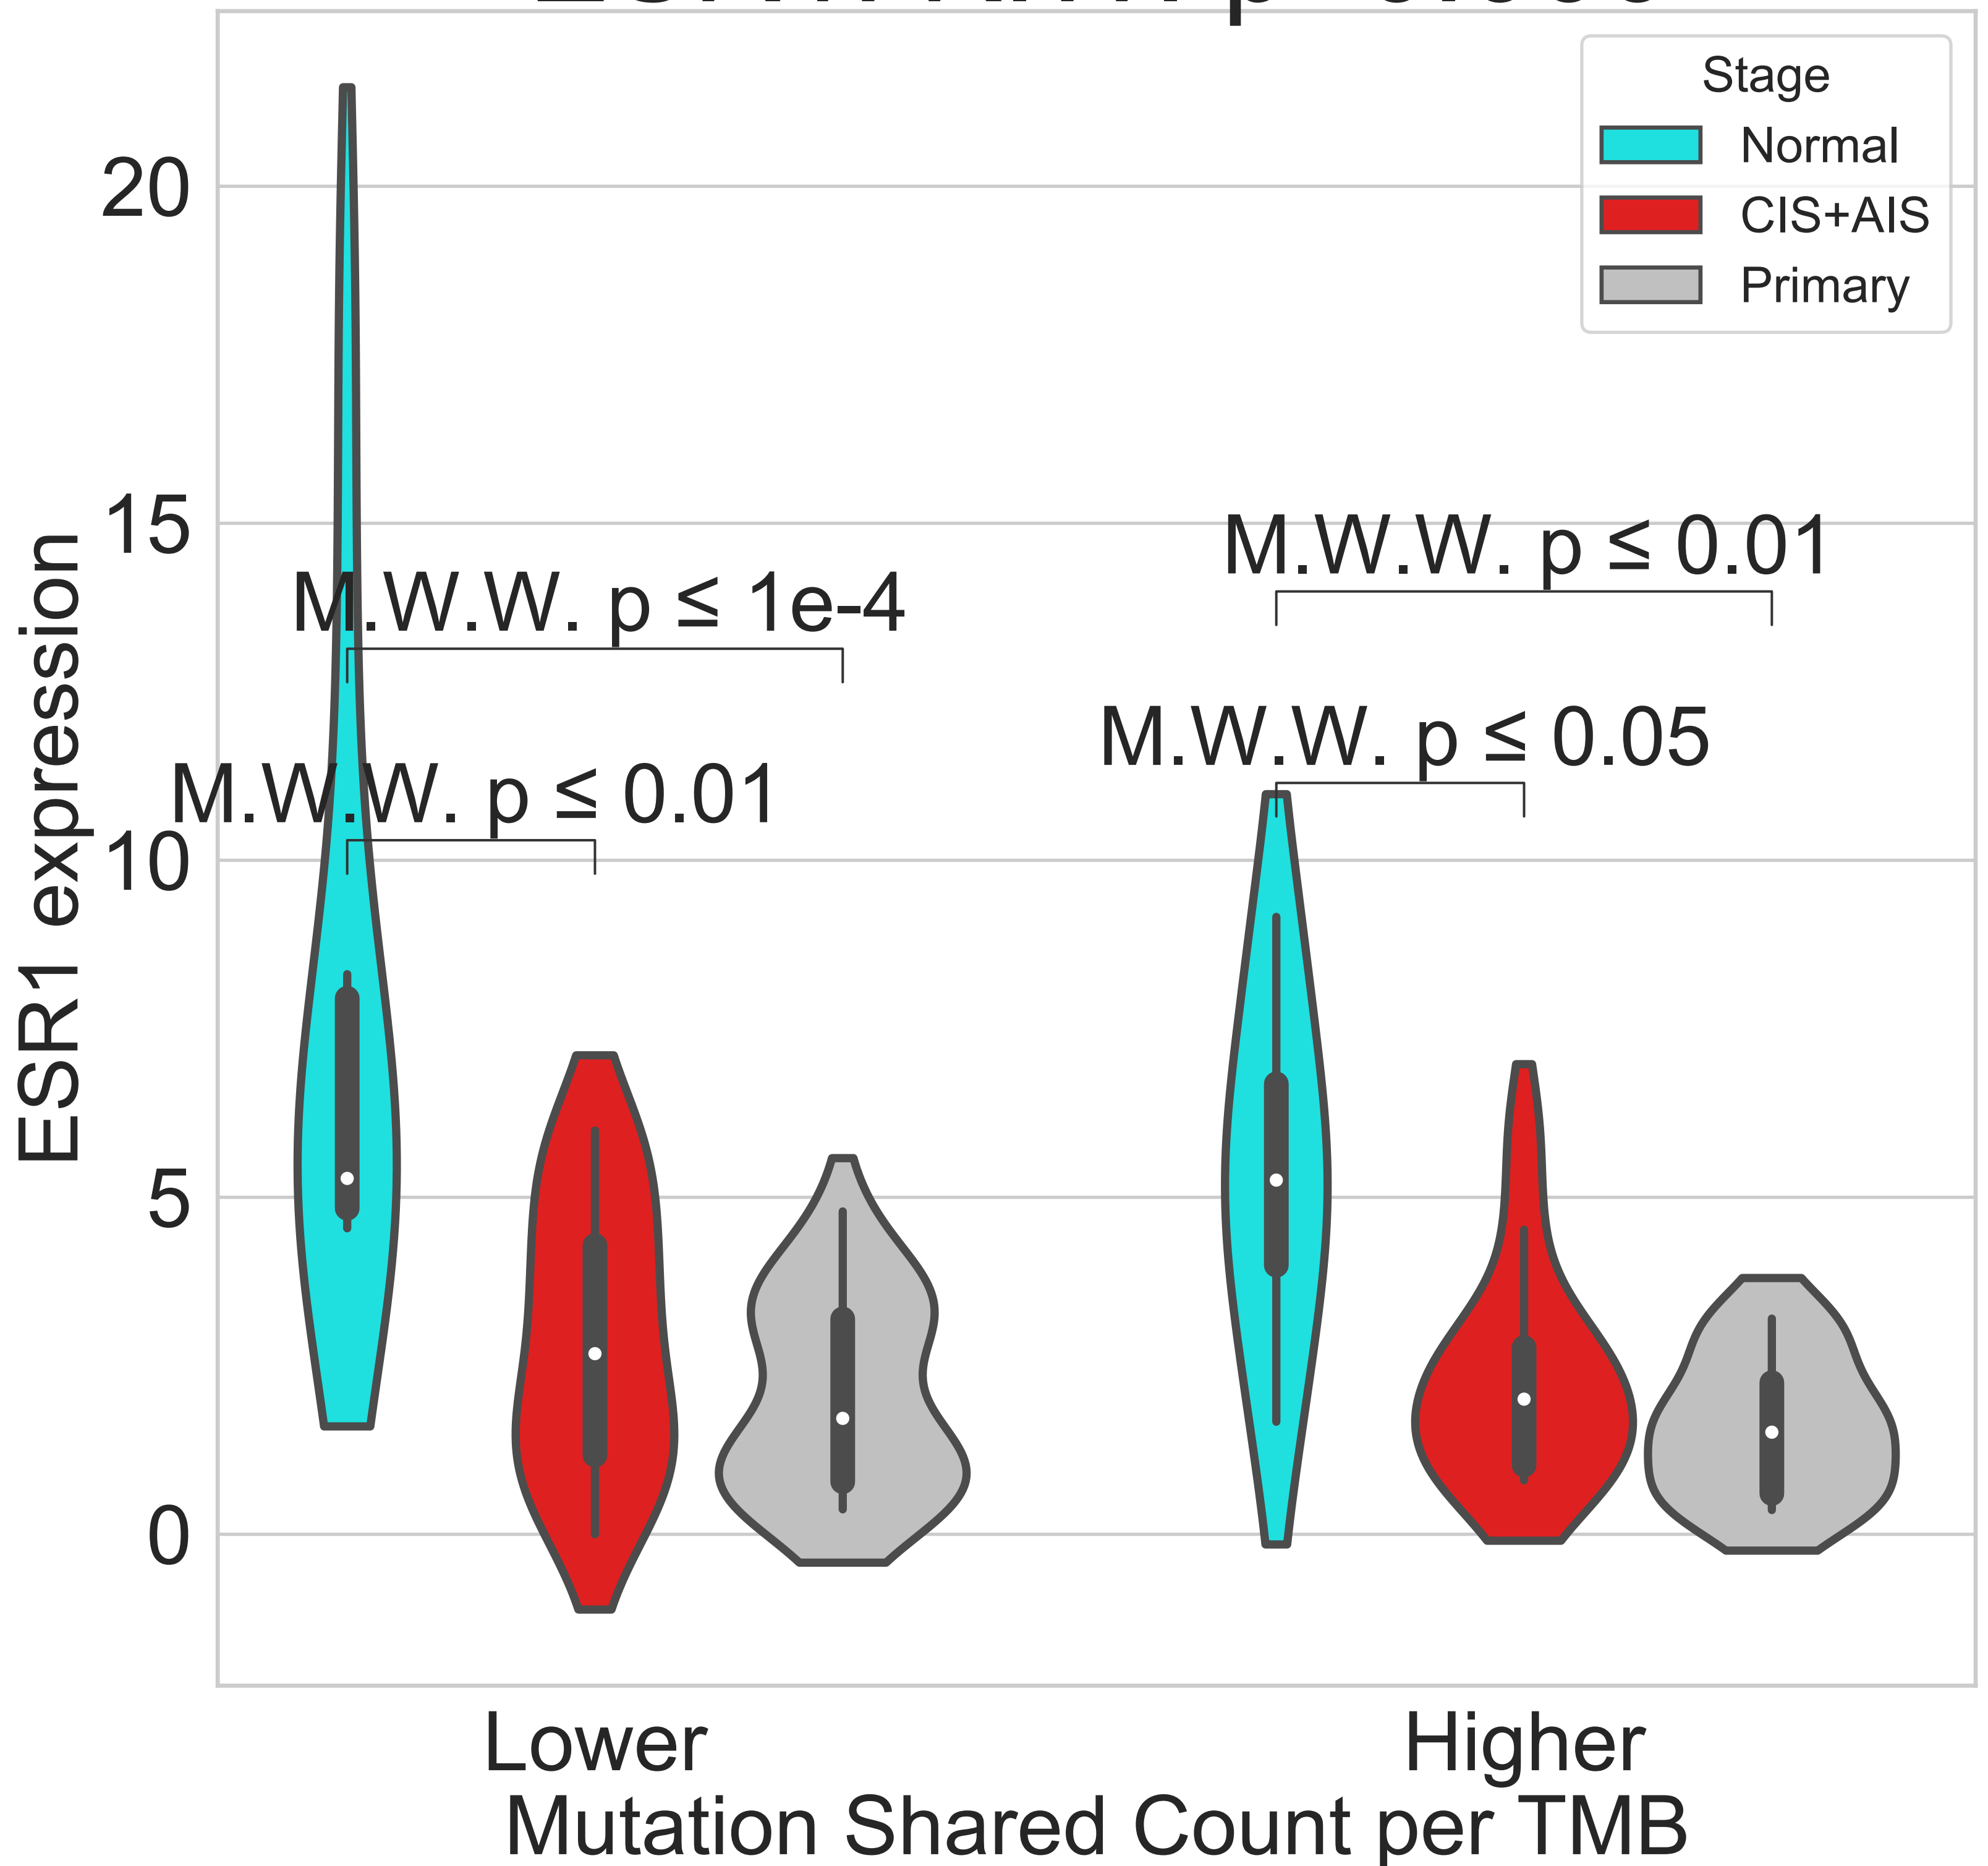 Stage
Normal
CIS+AIS
Primary
20
15
10
5
0
ESR1 expression
M.W.W. p ≤ 0.01
M.W.W. p ≤ 1e-4
M.W.W. p ≤ 0.05
M.W.W. p ≤ 0.01
Lower
Higher
Mutation Shared Count per TMB